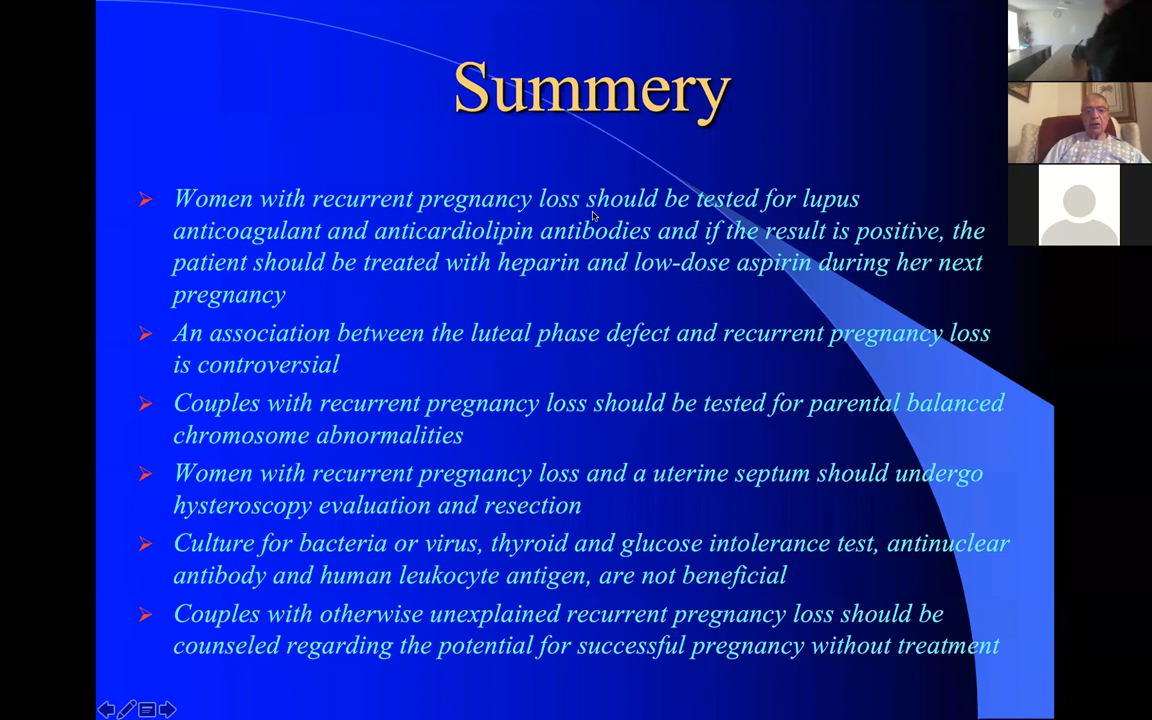 Summery
Women with recurrent pregnancy loss should be tested for lupus
anticoagulant and anticardiolipin antibodies and if the result is positive, the
patient should be treated with heparin and low-dose aspirin during her next
pregnancy
An association between the luteal phase defect and recurrent pregnancy loss
is controversial
Couples with recurrent pregnancy loss should be tested for parental balanced
chromosome abnormalities
Women with recurrent pregnancy loss and a uterine septum should undergo
hysteroscopy evaluation and resection
Culture for bacteria or virus, thyroid and glucose intolerance test, antinuclear
antibody and human leukocyte antigen, are not beneficial
Couples with otherwise unexplained recurrent pregnancy loss should be
counseled regarding the potential for successful pregnancy without treatment